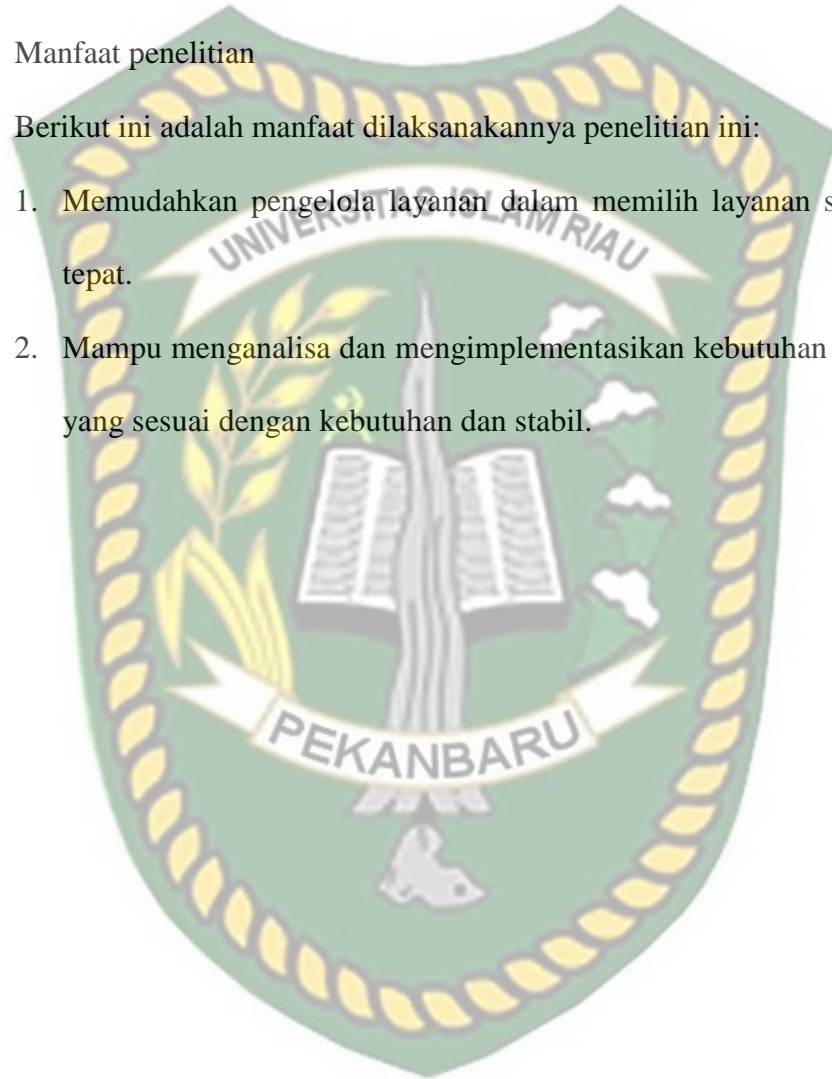 Manfaat penelitian
Berikut ini adalah manfaat dilaksanakannya penelitian ini:
1. Memudahkan pengelola layanan dalam memilih layanan s
UNIVERSITAS ISLAM RIAU
tepat.
2. Mampu menganalisa dan mengimplementasikan kebutuhan
yang sesuai dengan kebutuhan dan stabil.
PEKANBARU